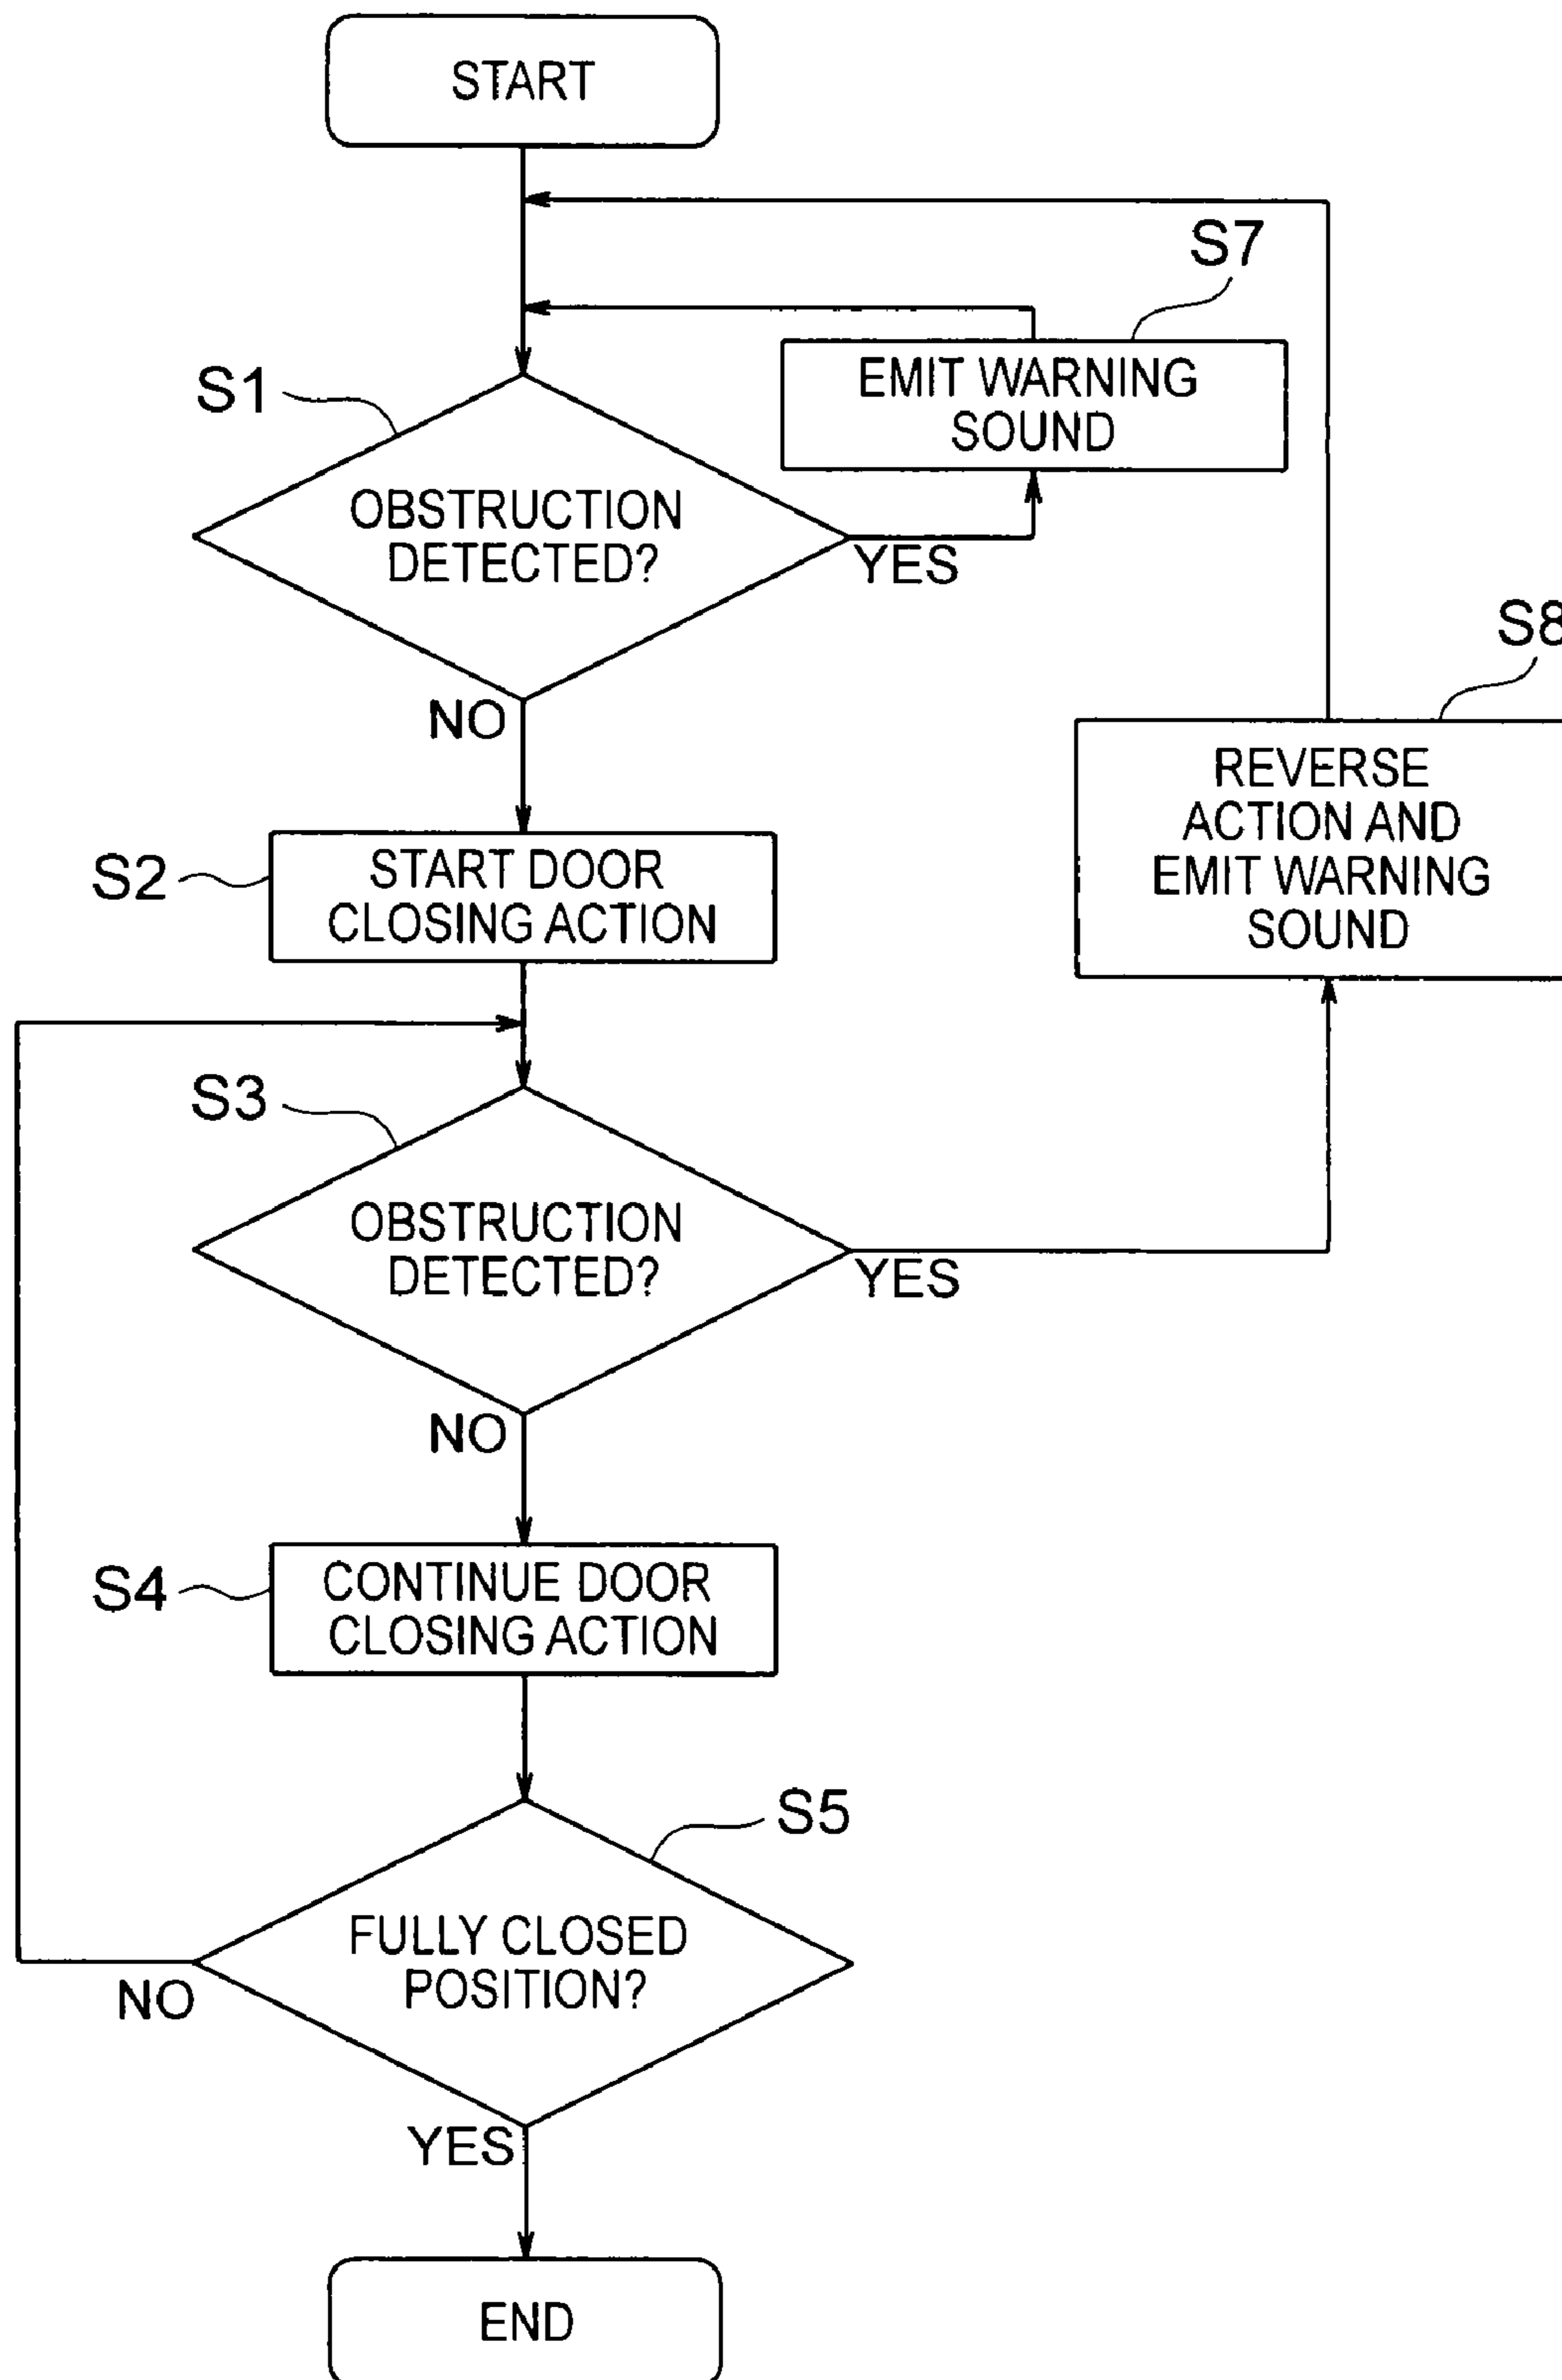 START
S7
EMIT WARNING
SOUND
S1
OBSTRUCTION
DETECTED?
YES
NO
S8
REVERSE
ACTION AND
EMIT WARNING
SOUND
S2
START DOOR
CLOSING ACTION
S3
OBSTRUCTION
DETECTED?
YES
NO
S4
CONTINUE DOOR
CLOSING ACTION
S5
FULLY CLOSED
POSITION?
NO
YES
END